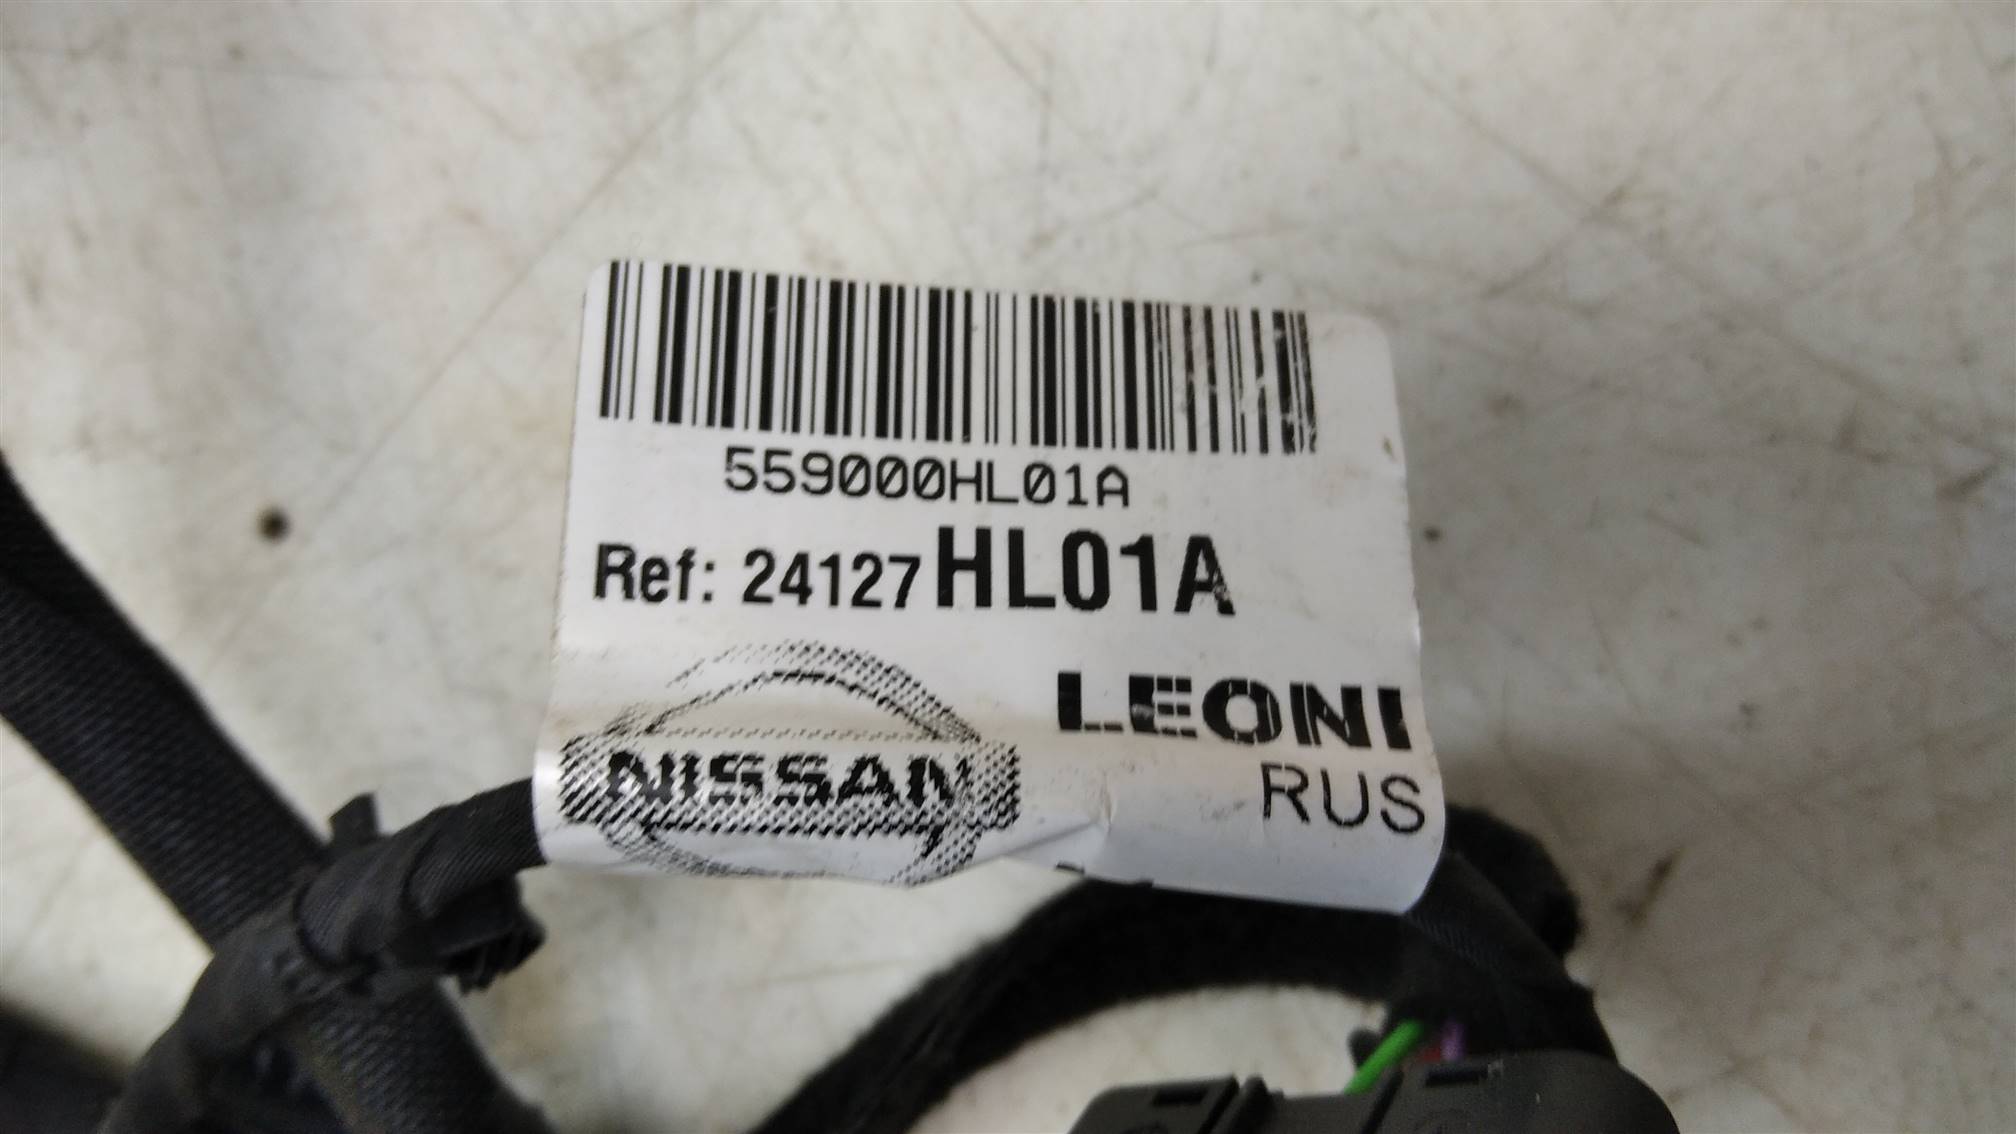 559000HL01A
Ref: 24127HL01A
LEONI
NISSAN
RUS